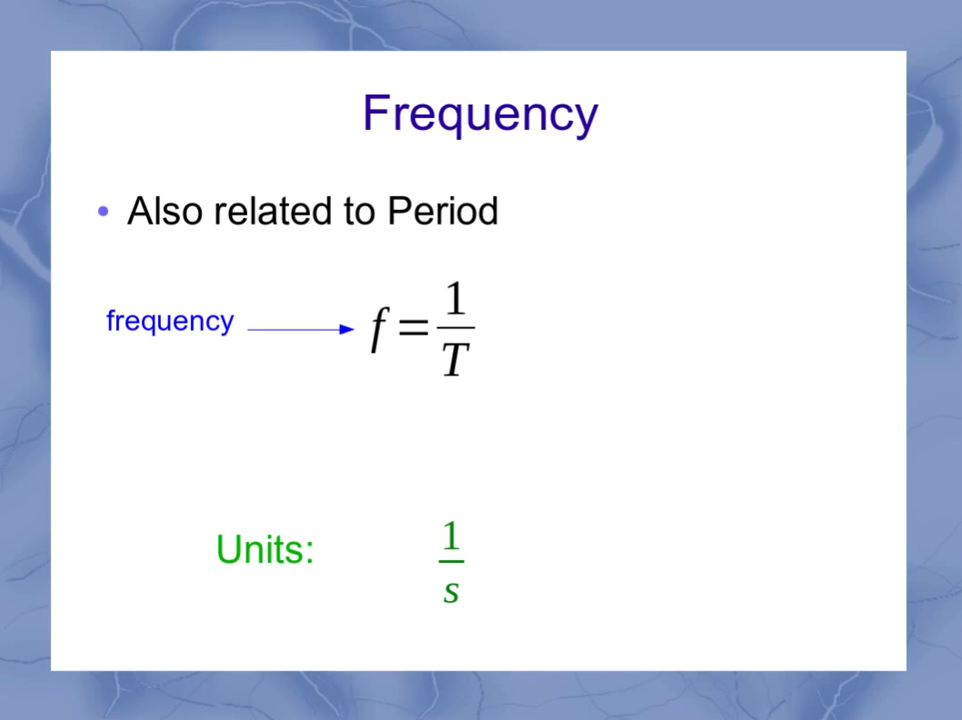 Frequency
• Also related to Period
frequency f = 1/T
Units: 1/s